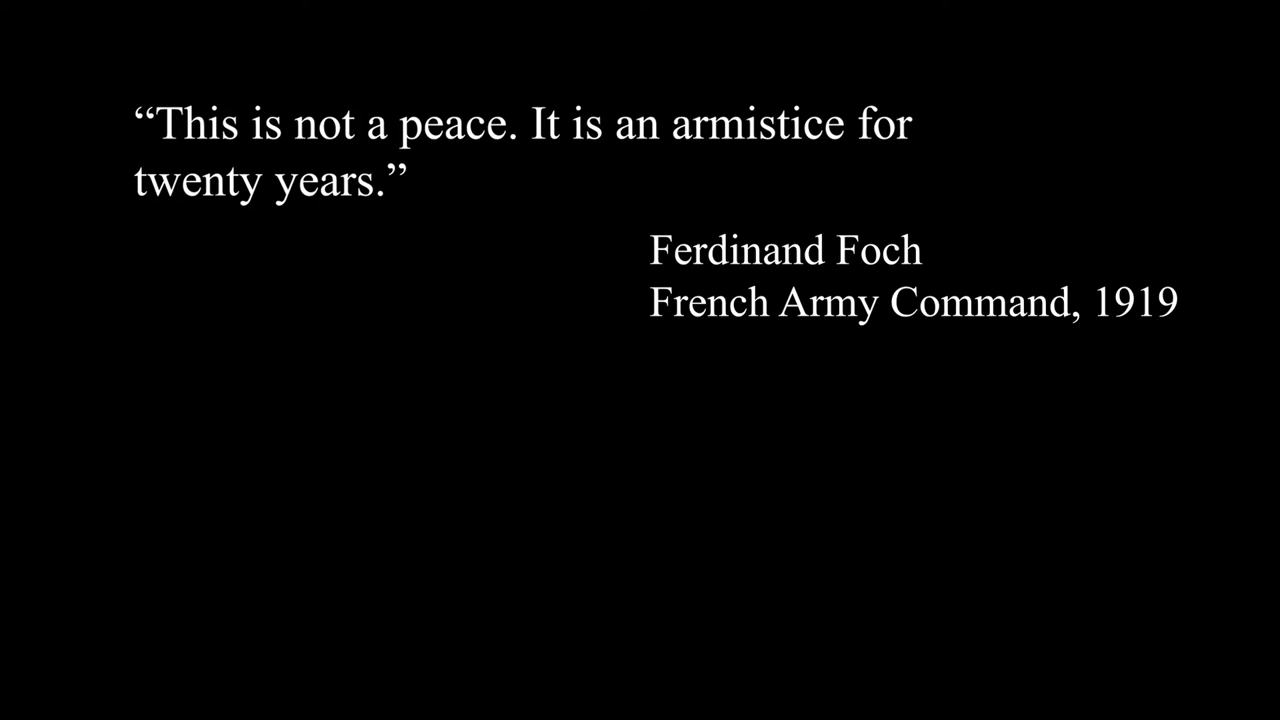 “This is not a peace. It is an armistice for
twenty years.”
Ferdinand Foch
French Army Command, 1919